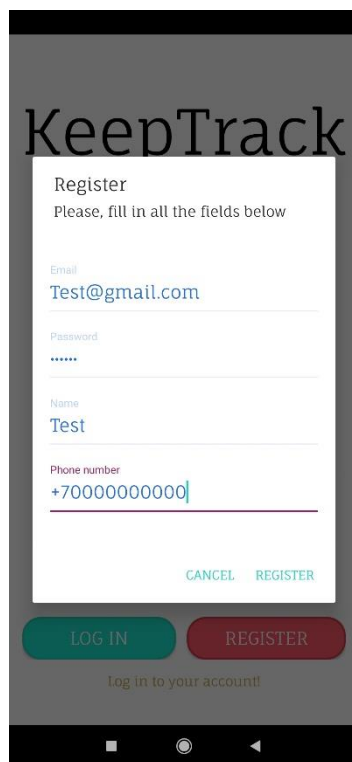 KeepTrack
Register
Please, fill in all the fields below
Email
Test@gmail.com
Password
••••••
Name
Test
Phone number
+70000000000
CANCEL REGISTER
LOG IN REGISTER
Log in to your account!